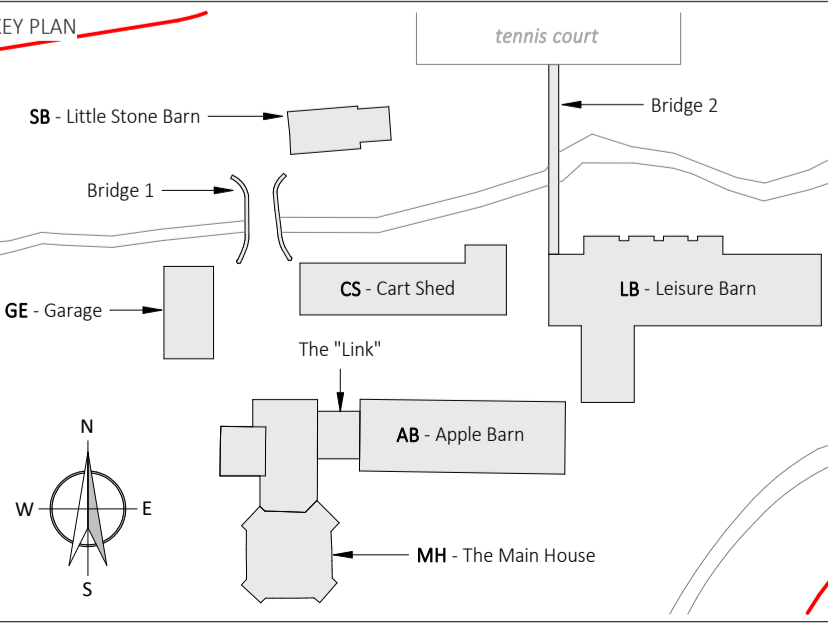 KEY PLAN
tennis court
SB - Little Stone Barn
Bridge 2
Bridge 1
CS - Cart Shed
LB - Leisure Barn
GE - Garage
The "Link"
AB - Apple Barn
N
W
E
S
MH - The Main House